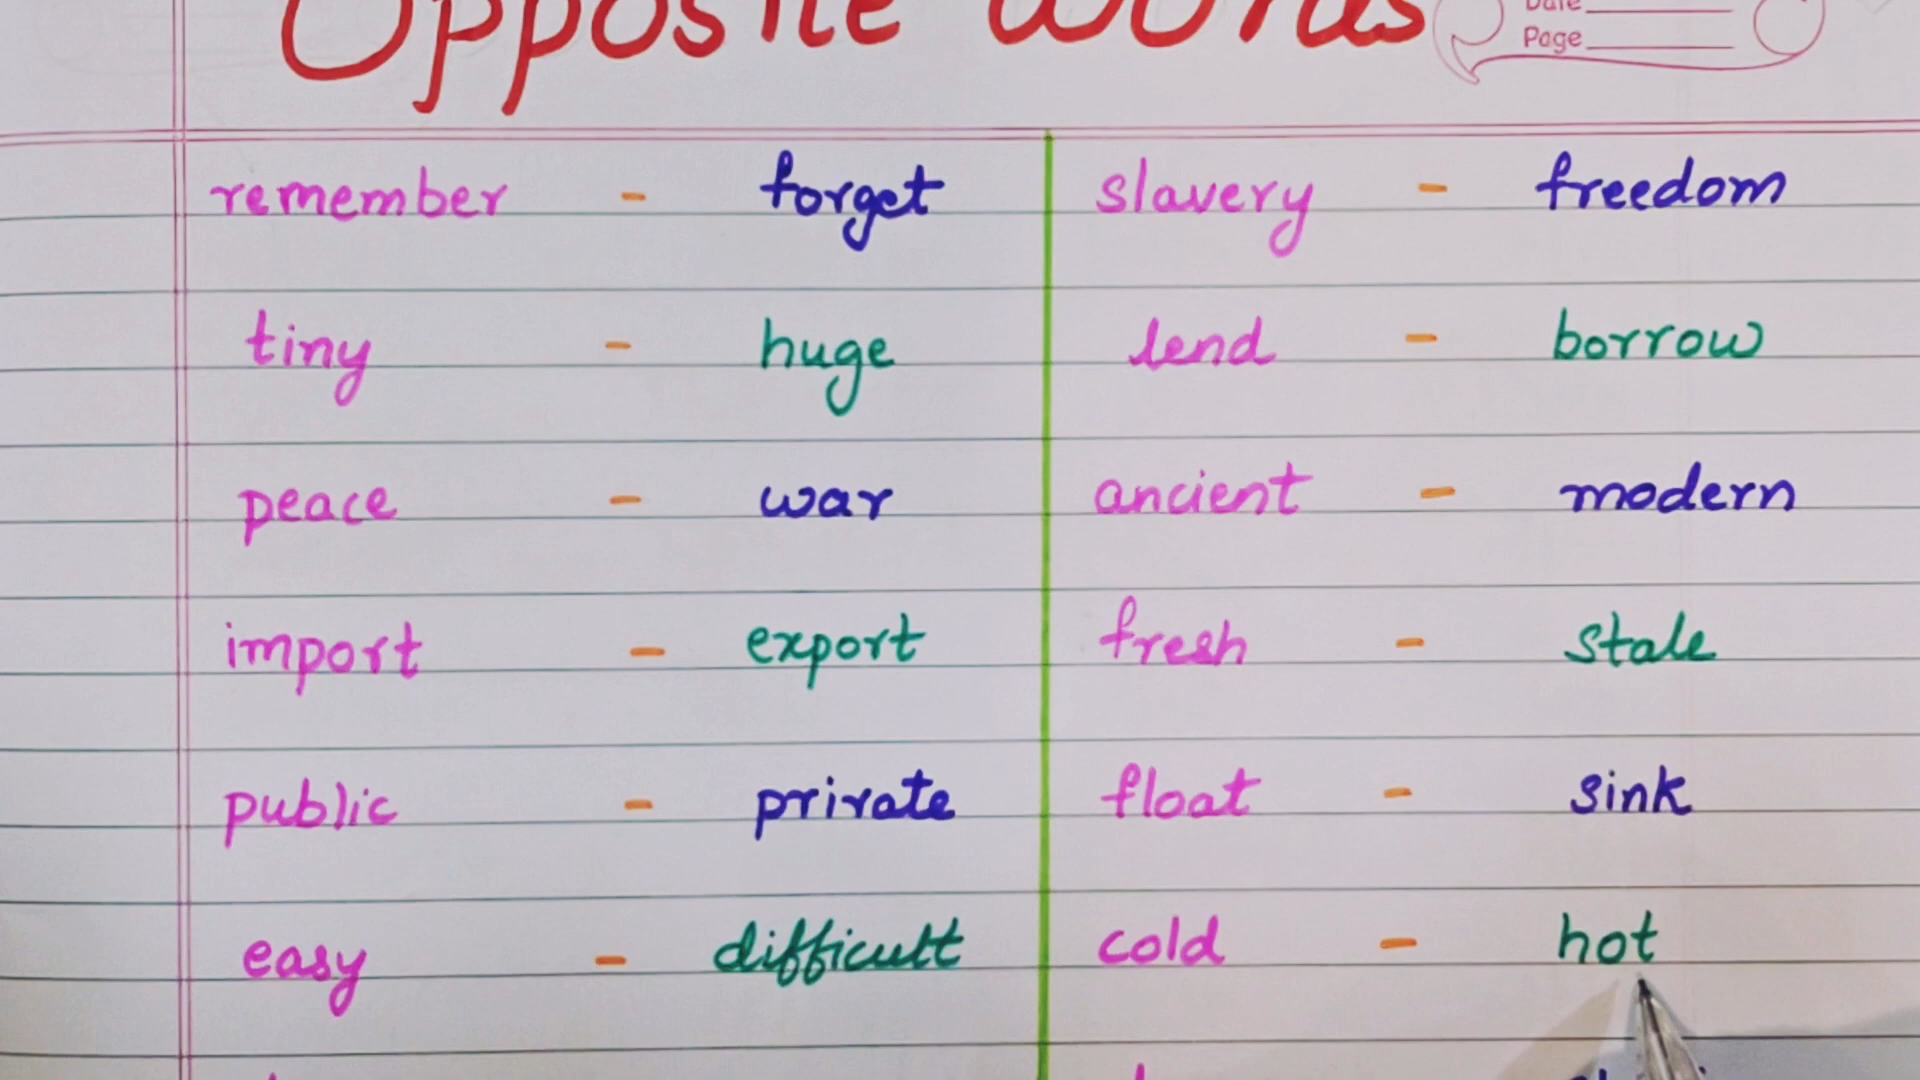 Opposite Words
Date
Page
remember - forget
tiny - huge
peace - war
import - export
public - private
easy - difficult
slavery - freedom
lend - borrow
ancient - modern
fresh - stale
float - sink
cold - hot